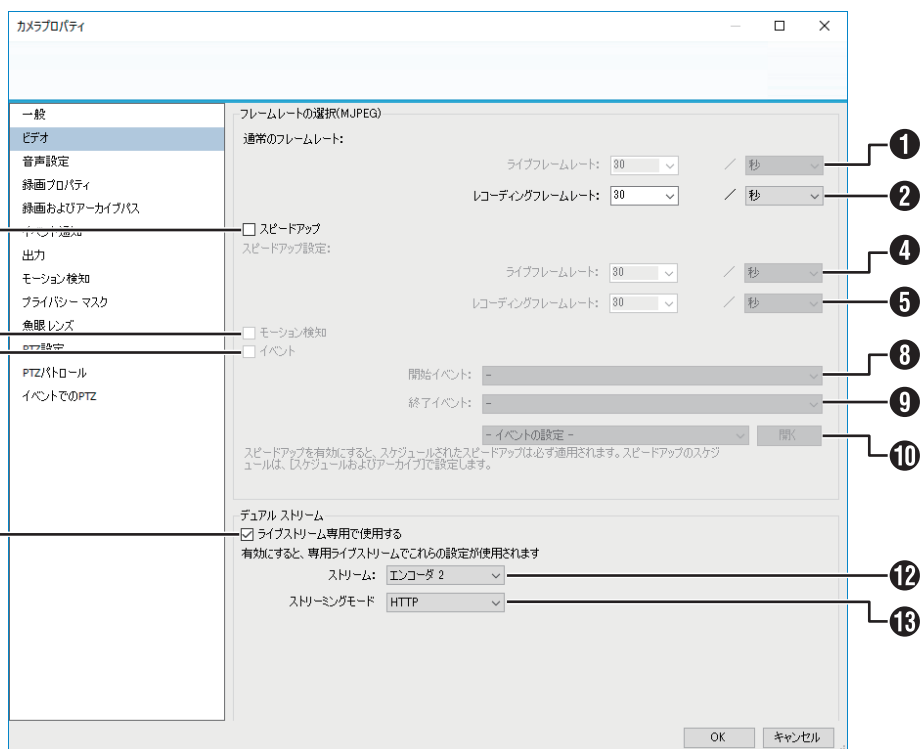 カメラプロパティ
一般
ビデオ
音声設定
録画プロパティ
録画およびアーカイブパス
イベント通知
出力
モーション検知
プライバシー マスク
魚眼レンズ
PTZ設定
PTZパトロール
イベントでのPTZ
フレームレートの選択(MJPEG)
通常のフレームレート:
ライブフレームレート: 30 / 秒 ❶
レコーディングフレームレート: 30 / 秒 ❷
スピードアップ
スピードアップ設定:
ライブフレームレート: 30 / 秒 ❹
レコーディングフレームレート: 30 / 秒 ❺
モーション検知
イベント
開始イベント: - ❽
終了イベント: - ❾
- イベントの設定 - 開く ❿
スピードアップを有効にすると、スケジュールされたスピードアップは必ず適用されます。スピードアップのスケジ
ュールは、[スケジュールおよびアーカイブ]で設定します。
デュアル ストリーム
ライブストリーム専用で使用する
有効にすると、専用ライブストリームでこれらの設定が使用されます
ストリーム: エンコーダ 2 ⓬
ストリーミングモード HTTP ⓭
OK キャンセル